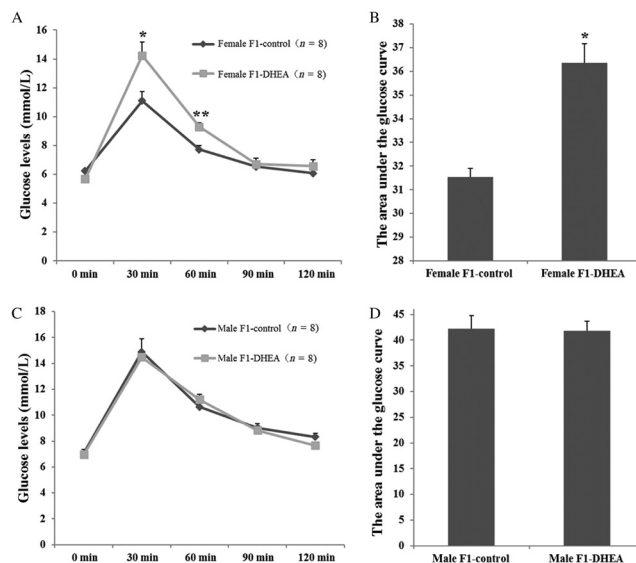 A
Glucose levels (mmol/L)
16
14
12
10
8
6
4
2
0
*
**
Female F1-control (n = 8)
Female F1-DHEA (n = 8)
0 min 30 min 60 min 90 min 120 min
B
The area under the glucose curve
38
37
36
35
34
33
32
31
30
29
28
*
Female F1-control Female F1-DHEA
C
Glucose levels (mmol/L)
18
16
14
12
10
8
6
4
2
0
Male F1-control (n = 8)
Male F1-DHEA (n = 8)
0 min 30 min 60 min 90 min 120 min
D
The area under the glucose curve
45
40
35
30
25
20
15
10
5
0
Male F1-control Male F1-DHEA